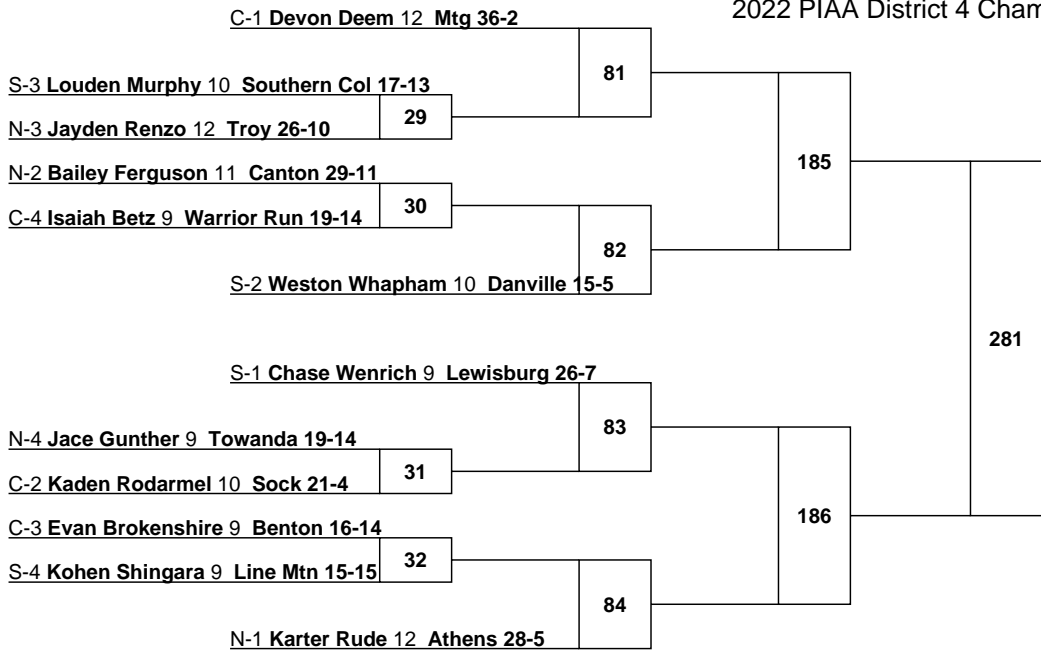 2022 PIAA District 4 Cham
C-1 Devon Deem 12 Mtg 36-2
81
S-3 Louden Murphy 10 Southern Col 17-13
29
N-3 Jayden Renzo 12 Troy 26-10
185
N-2 Bailey Ferguson 11 Canton 29-11
30
C-4 Isaiah Betz 9 Warrior Run 19-14
82
S-2 Weston Whapham 10 Danville 15-5
281
S-1 Chase Wenrich 9 Lewisburg 26-7
83
N-4 Jace Gunther 9 Towanda 19-14
31
C-2 Kaden Rodarmel 10 Sock 21-4
186
C-3 Evan Brokenshire 9 Benton 16-14
32
S-4 Kohen Shingara 9 Line Mtn 15-15
84
N-1 Karter Rude 12 Athens 28-5